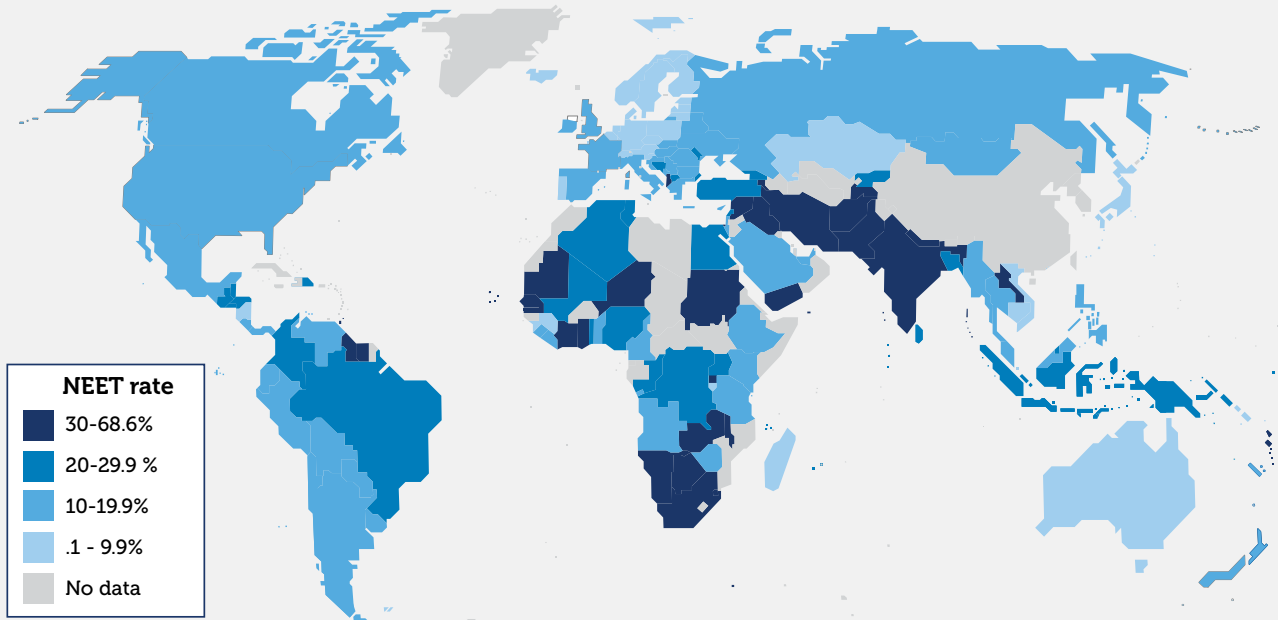 NEET rate
30-68.6%
20-29.9 %
10-19.9%
.1 - 9.9%
No data